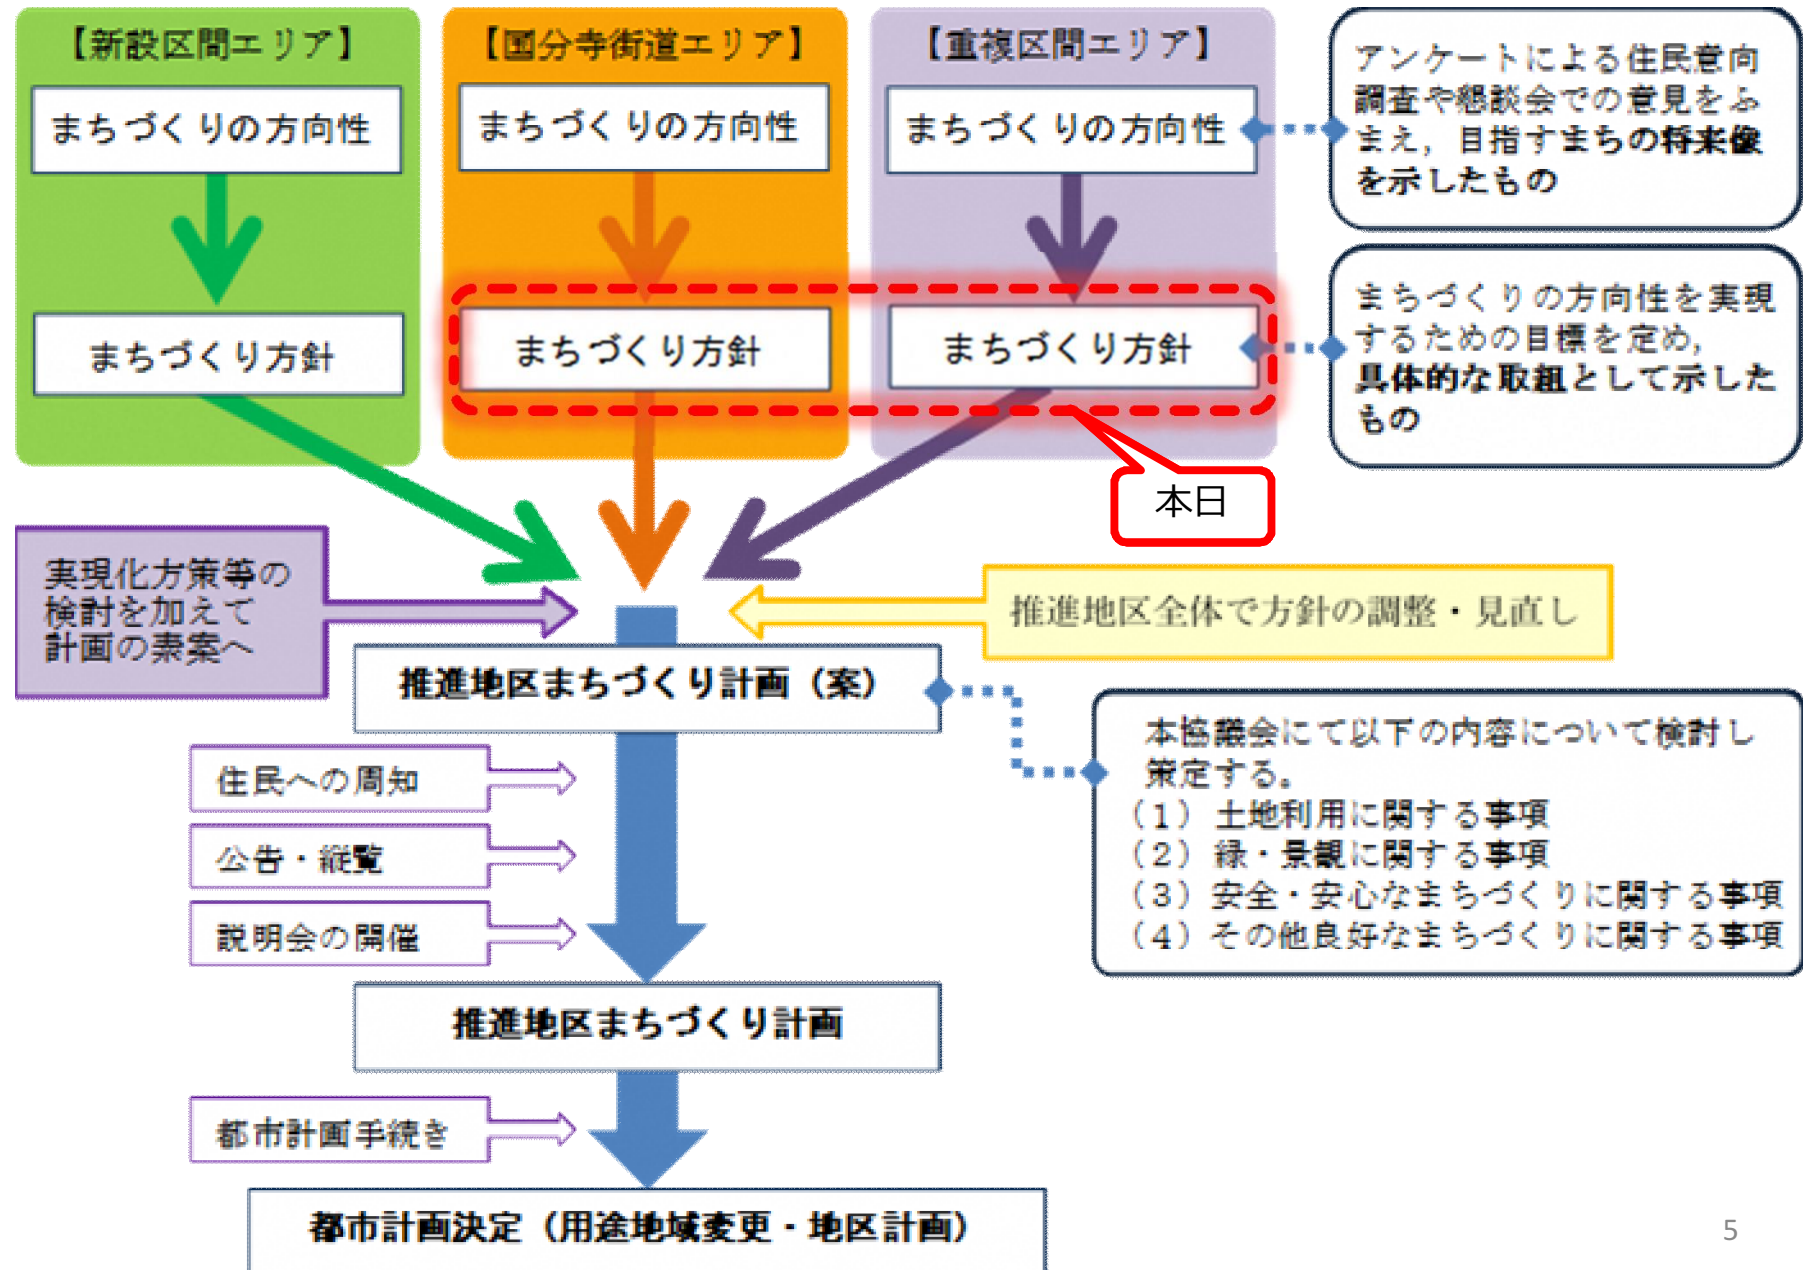 【新設区間エリア】
まちづくりの方向性
まちづくり方針
【国分寺街道エリア】
まちづくりの方向性
まちづくり方針
【重複区間エリア】
まちづくりの方向性
まちづくり方針
アンケートによる住民意向
調査や懇談会での意見をふ
まえ，目指すまちの将来像
を示したもの
まちづくりの方向性を実現
するための目標を定め，
具体的な取組として示した
もの
本日
実現化方策等の
検討を加えて
計画の素案へ
推進地区全体で方針の調整・見直し
推進地区まちづくり計画（案）
本協議会にて以下の内容について検討し
策定する。
（1）土地利用に関する事項
（2）緑・景観に関する事項
（3）安全・安心なまちづくりに関する事項
（4）その他良好なまちづくりに関する事項
住民への周知
公告・縦覧
説明会の開催
推進地区まちづくり計画
都市計画手続き
都市計画決定（用途地域変更・地区計画）
5